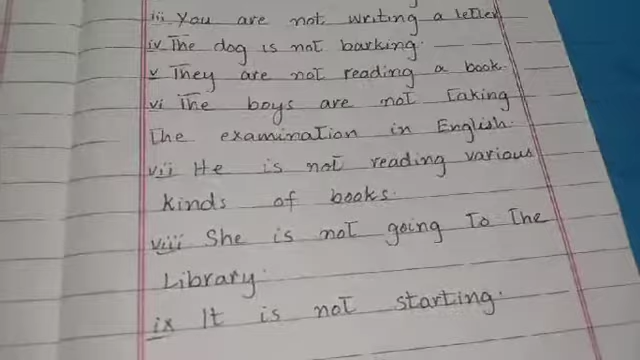 iii You are not writing a letter
iv The dog is not barking.
v They are not reading a book.
vi The boys are not Taking
The examination in English.
vii He is not reading various
kinds of books.
viii She is not going To The
Library.
ix It is not starting.